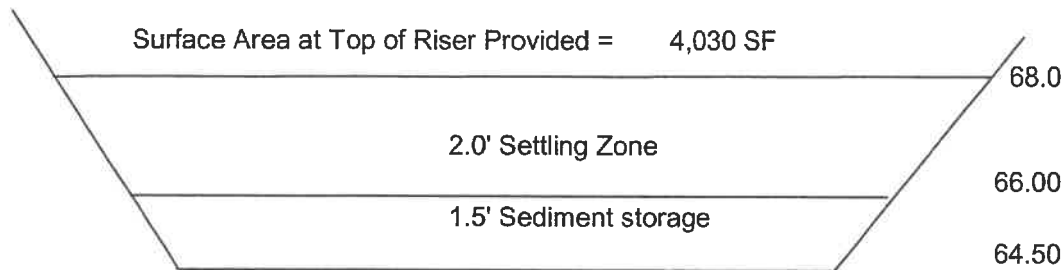 Surface Area at Top of Riser Provided = 4,030 SF
68.0
2.0' Settling Zone
66.00
1.5' Sediment storage
64.50